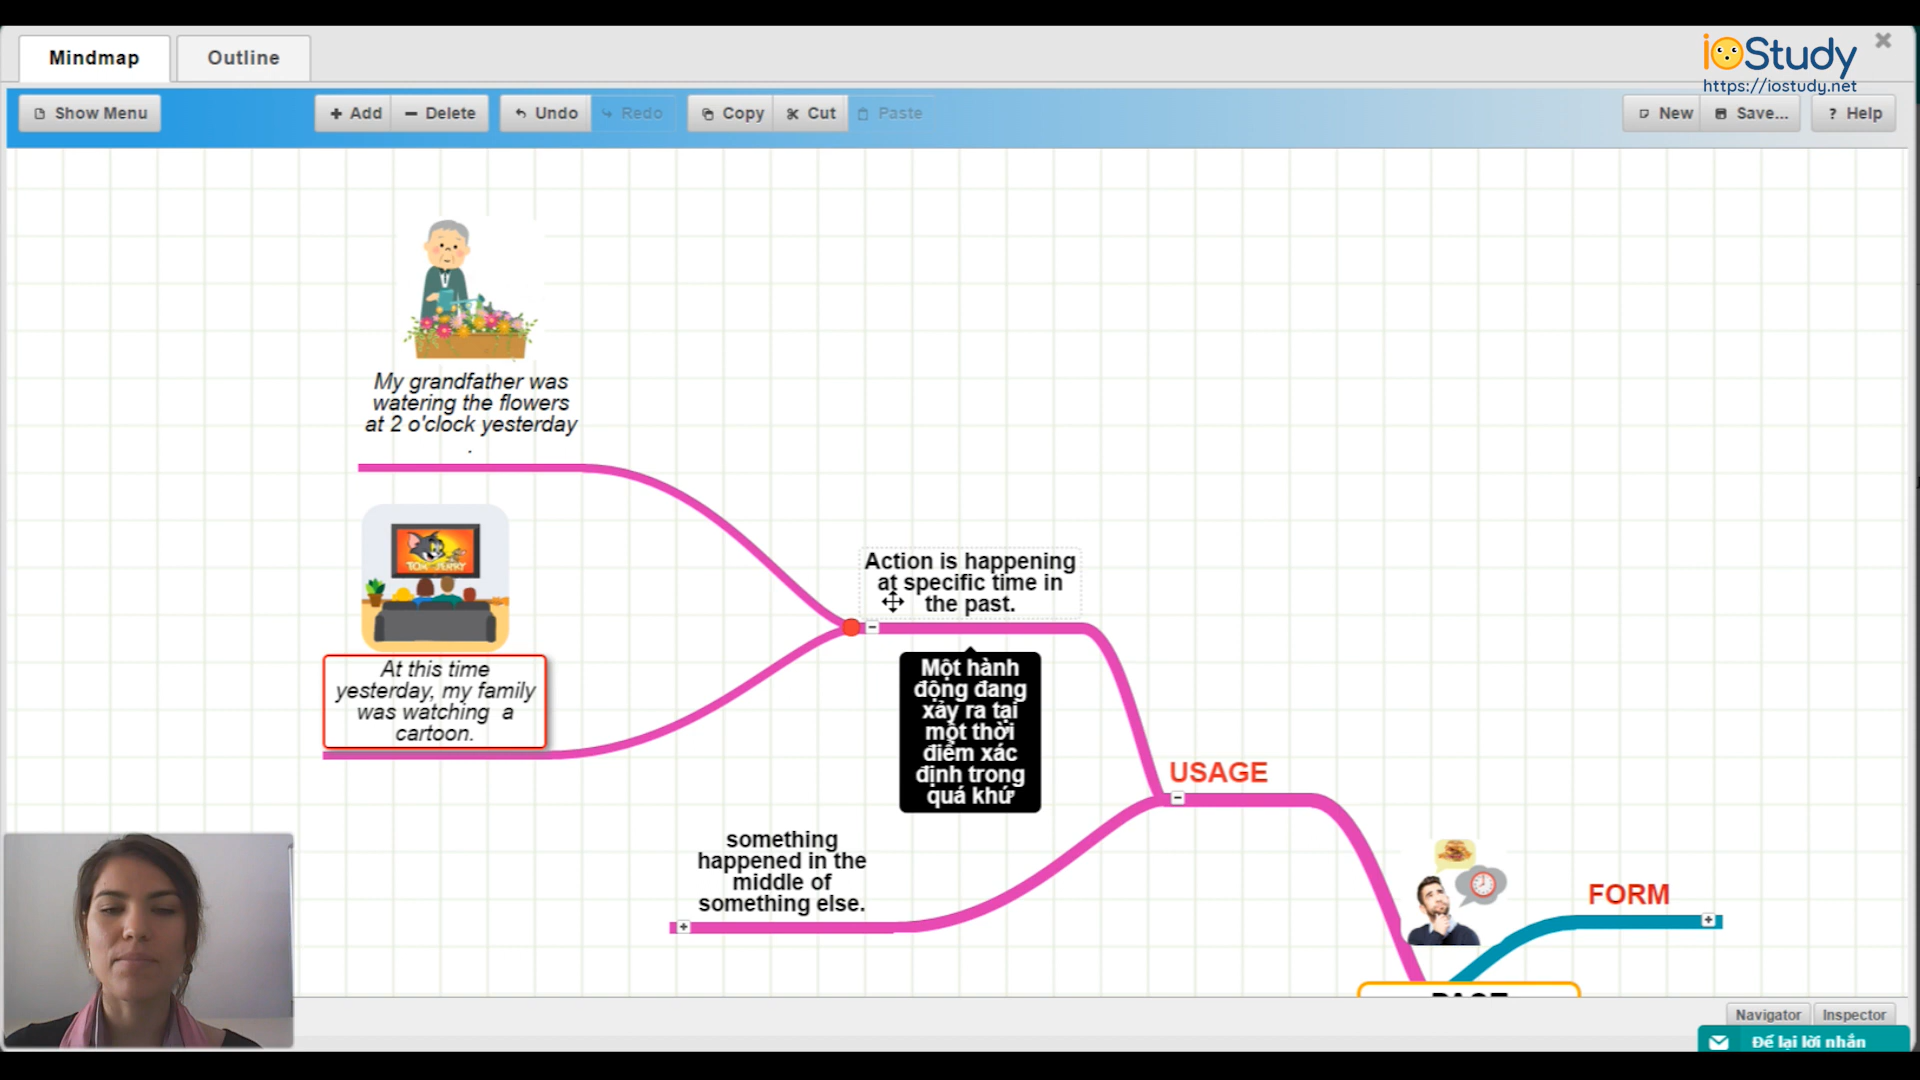 Mindmap
Outline
ioStudy
https://iostudy.net
Show Menu
Add
Delete
Undo
Redo
Copy
Cut
Paste
New
Save...
? Help
My grandfather was
watering the flowers
at 2 o'clock yesterday
.
TOM JERRY
At this time
yesterday, my family
was watching a
cartoon.
Action is happening
at specific time in
the past.
Một hành
động đang
xảy ra tại
một thời
điểm xác
định trong
quá khứ
USAGE
something
happened in the
middle of
something else.
FORM
PAST
Navigator
Inspector
Để lại lời nhắn